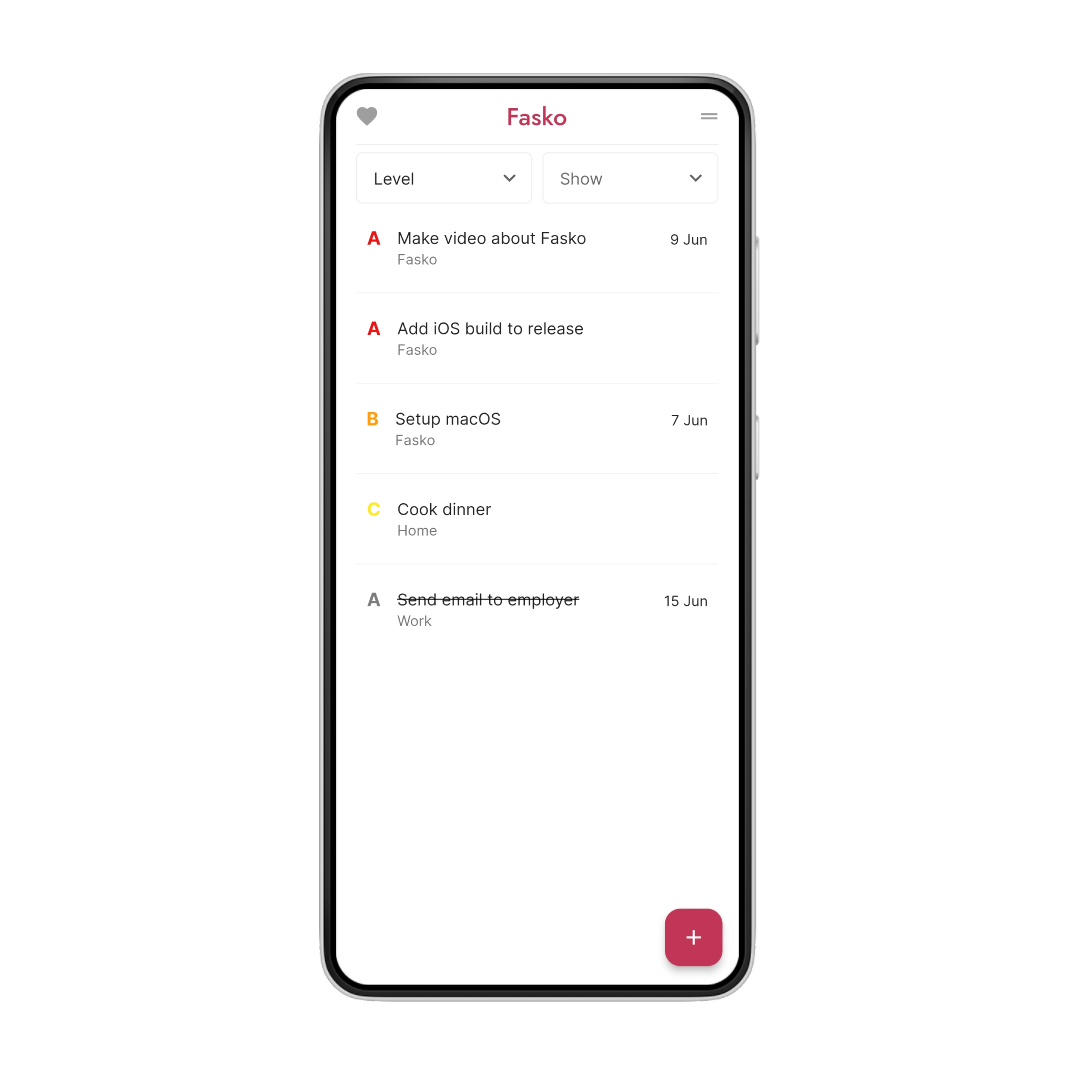 Fasko
Level Show
A Make video about Fasko 9 Jun
Fasko
A Add iOS build to release
Fasko
B Setup macOS 7 Jun
Fasko
C Cook dinner
Home
A Send email to employer 15 Jun
Work
+